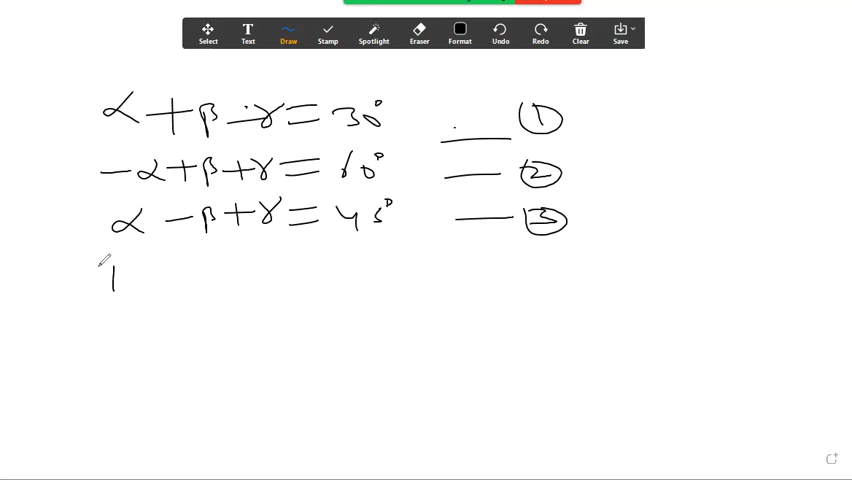 Select Text Draw Stamp Spotlight Eraser Format Undo Redo Clear Save
α + β - γ = 30° — ①
-α + β + γ = 60° — ②
α - β + γ = 45° — ③